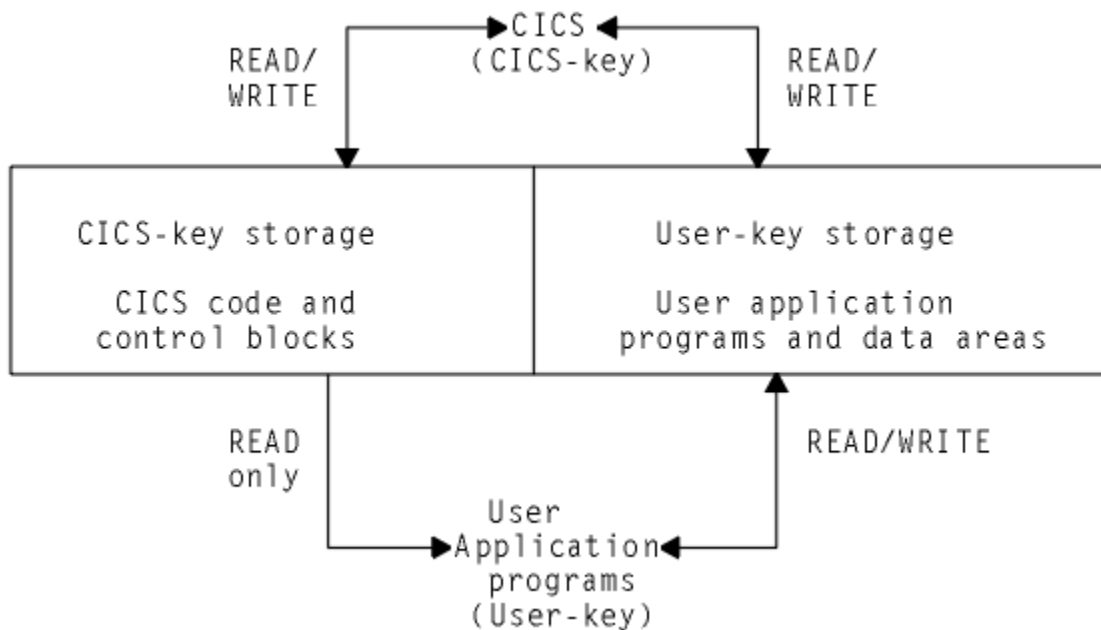 CICS
(CICS-key)
READ/
WRITE
READ/
WRITE
CICS-key storage
CICS code and
control blocks
User-key storage
User application
programs and data areas
READ
only
READ/WRITE
User
Application
programs
(User-key)